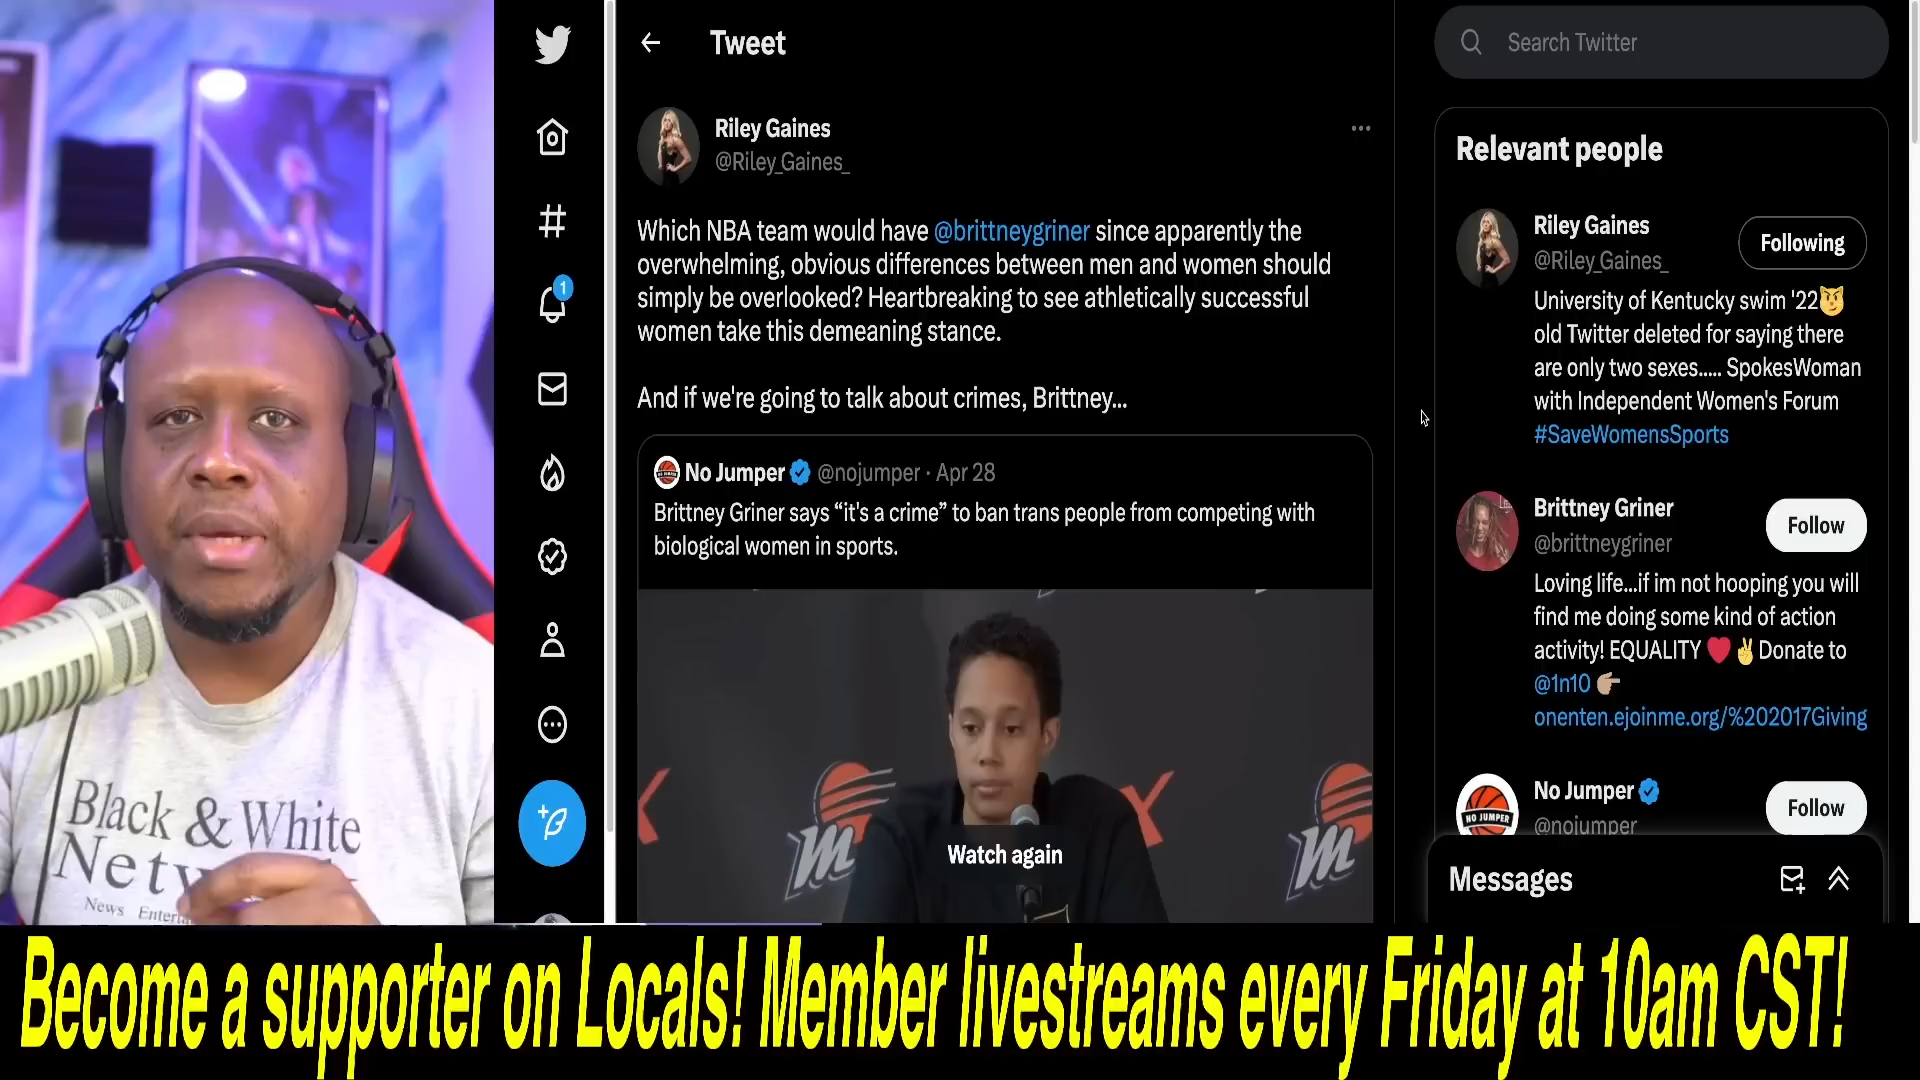 Tweet
Search Twitter
Riley Gaines
@Riley_Gaines_
Which NBA team would have @brittneygriner since apparently the
overwhelming, obvious differences between men and women should
simply be overlooked? Heartbreaking to see athletically successful
women take this demeaning stance.
And if we're going to talk about crimes, Brittney...
No Jumper @nojumper · Apr 28
Brittney Griner says “it's a crime” to ban trans people from competing with
biological women in sports.
Watch again
1
Relevant people
Riley Gaines
@Riley_Gaines_
Following
University of Kentucky swim '22😼
old Twitter deleted for saying there
are only two sexes..... SpokesWoman
with Independent Women's Forum
#SaveWomensSports
Brittney Griner
@brittneygriner
Follow
Loving life...if im not hooping you will
find me doing some kind of action
activity! EQUALITY ❤️✌️Donate to
@1n10 👉🏼
onenten.ejoinme.org/%202017Giving
No Jumper
@nojumper
Follow
NO JUMPER
Messages
Black & White
Netw
News Enterta
M
M
Become a supporter on Locals! Member livestreams every Friday at 10am CST!